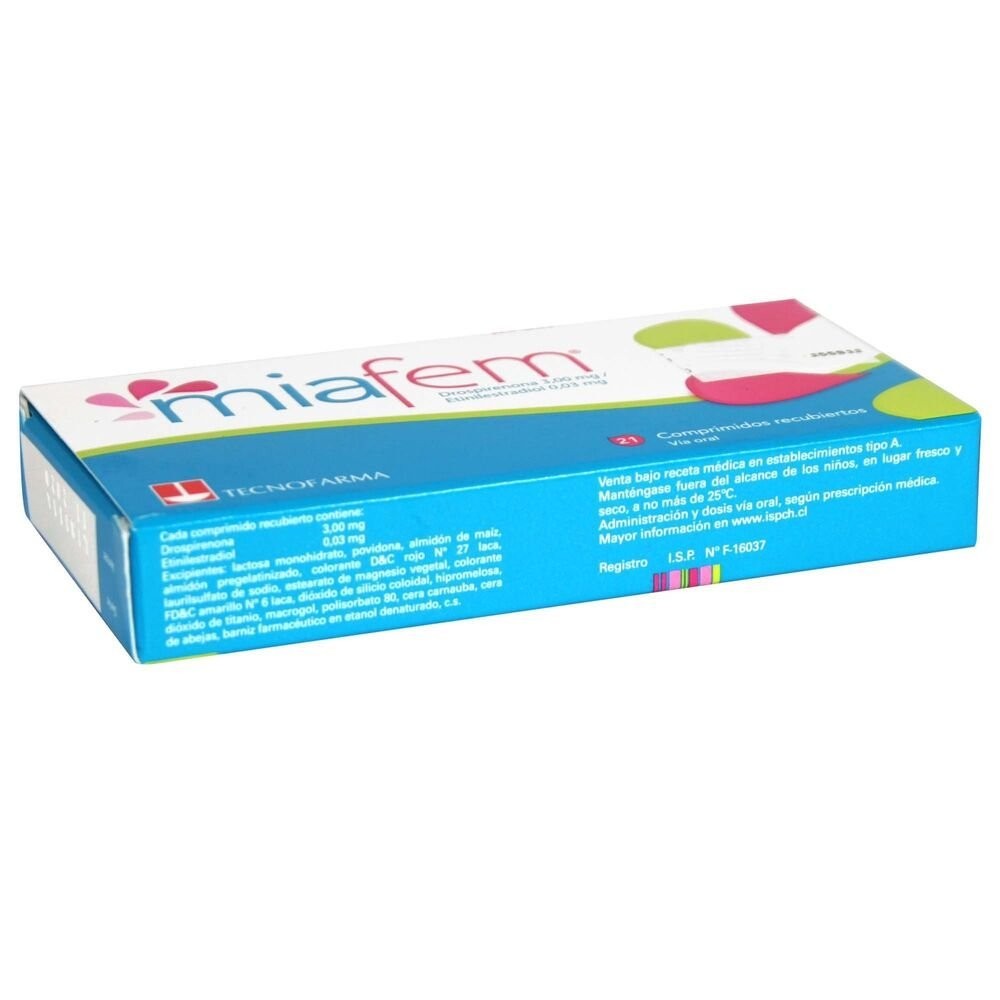 miafem®
Drospirenona 3,00 mg /
Etinilestradiol 0,03 mg
21 Comprimidos recubiertos
Vía oral
TECNOFARMA
Cada comprimido recubierto contiene:
Drospirenona 3,00 mg
Etinilestradiol 0,03 mg
Excipientes: lactosa monohidrato, povidona, almidón de maíz,
almidón pregelatinizado, colorante D&C rojo N° 27 laca,
laurilsulfato de sodio, estearato de magnesio vegetal, colorante
FD&C amarillo N° 6 laca, dióxido de silicio coloidal, hipromelosa,
dióxido de titanio, macrogol, polisorbato 80, cera carnauba, cera
de abejas, barniz farmacéutico en etanol denaturado, c.s.
Venta bajo receta médica en establecimientos tipo A.
Manténgase fuera del alcance de los niños, en lugar fresco y
seco, a no más de 25°C.
Administración y dosis vía oral, según prescripción médica.
Mayor información en www.ispch.cl
Registro I.S.P. N° F-16037